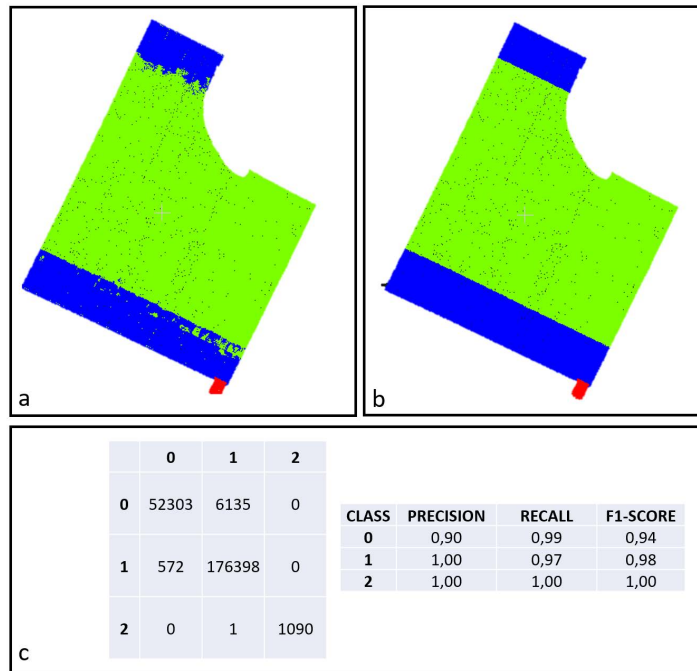 a
b
0 1 2
0 52303 6135 0
1 572 176398 0
2 0 1 1090
CLASS PRECISION RECALL F1-SCORE
0 0,90 0,99 0,94
1 1,00 0,97 0,98
2 1,00 1,00 1,00
c